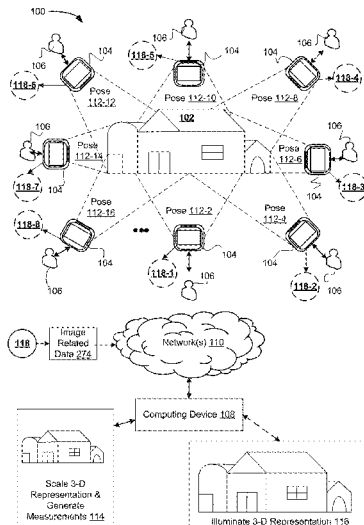 100
106
104
106
104
104
106
118-6
118-5
118-4
Pose
112-12
Pose
112-10
Pose
112-8
102
106
104
Pose
112-14
118-7
Pose
112-6
106
104
118-3
118-8
Pose
112-16
Pose
112-2
Pose
112-4
106
104
118-1
104
106
104
106
118-2
118
Image
Related
Data 274
Network(s) 110
Computing Device 108
Scale 3-D
Representation &
Generate
Measurements 114
Illuminate 3-D Representation 116